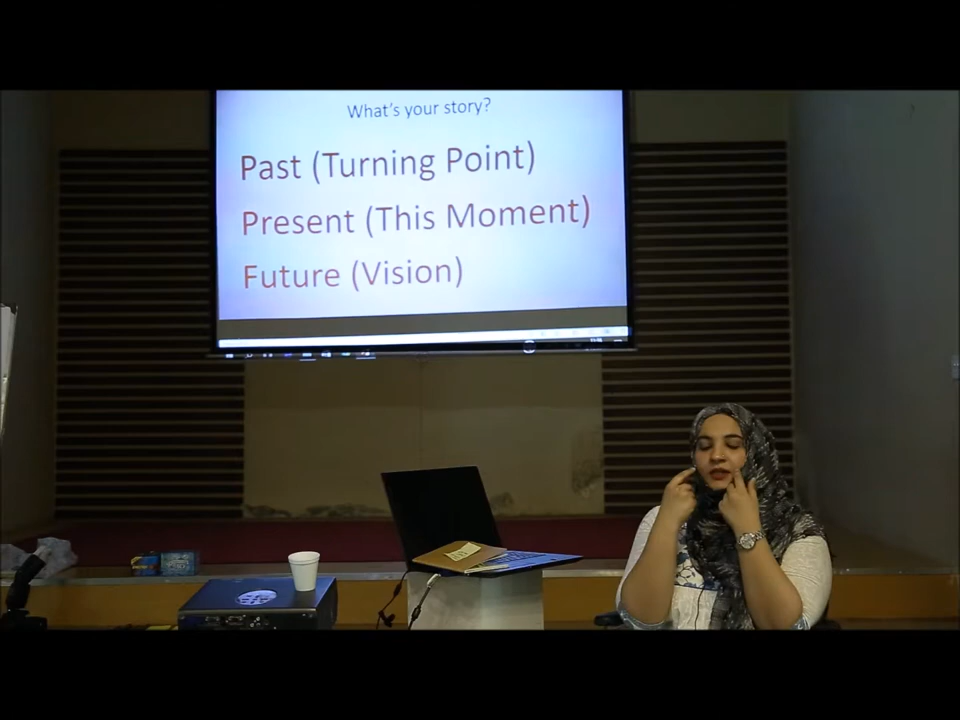 What's your story?
Past (Turning Point)
Present (This Moment)
Future (Vision)